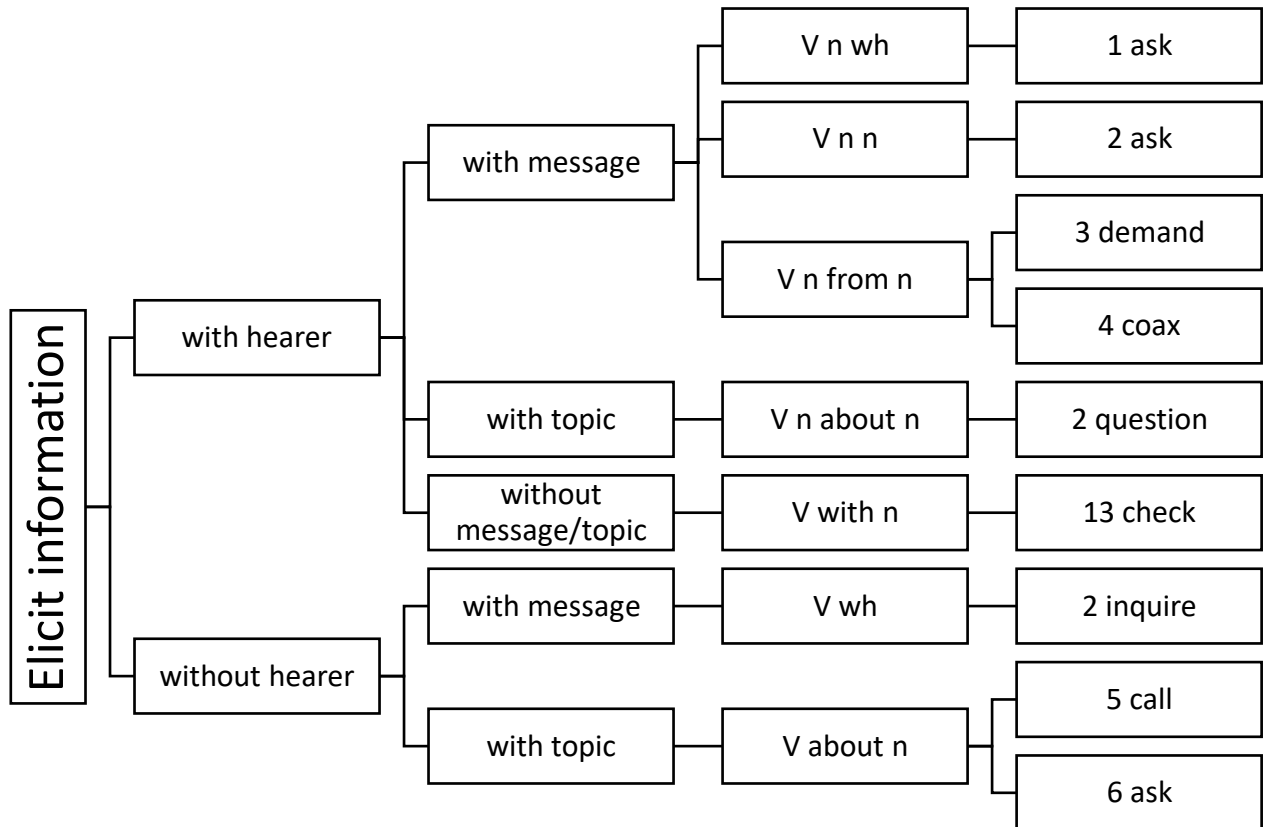 Elicit information
with hearer
with message
V n wh
1 ask
V n n
2 ask
V n from n
3 demand
4 coax
with topic
V n about n
2 question
without
message/topic
V with n
13 check
without hearer
with message
V wh
2 inquire
with topic
V about n
5 call
6 ask